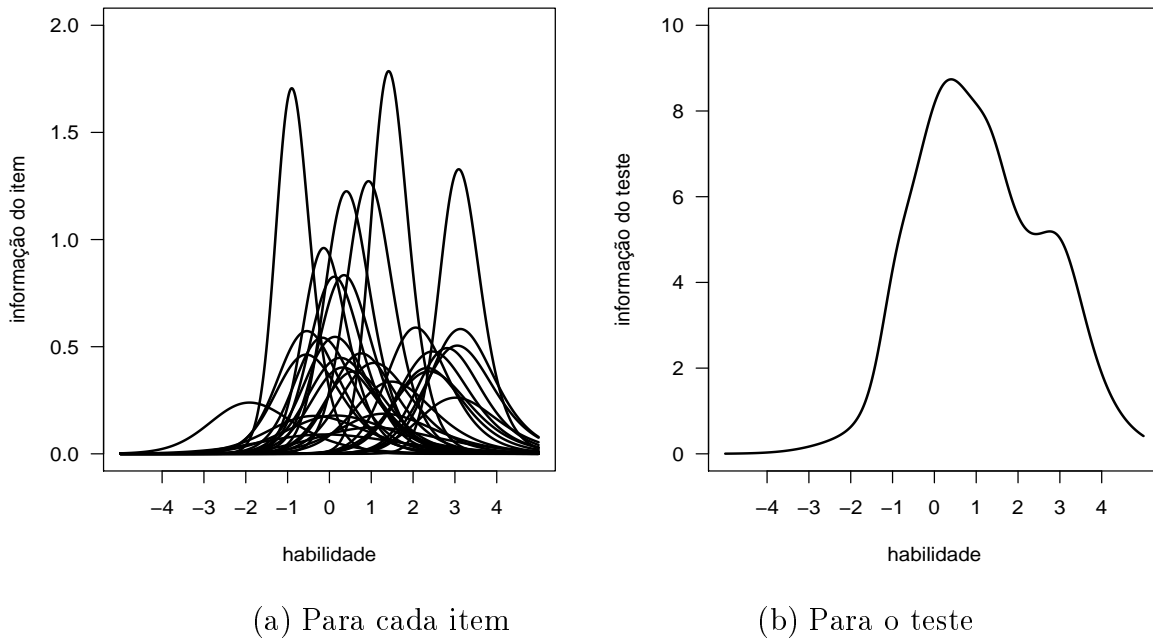 2.0
1.5
1.0
0.5
0.0
informação do item
−4 −3 −2 −1 0 1 2 3 4
habilidade
(a) Para cada item
10
8
6
4
2
0
informação do teste
−4 −3 −2 −1 0 1 2 3 4
habilidade
(b) Para o teste